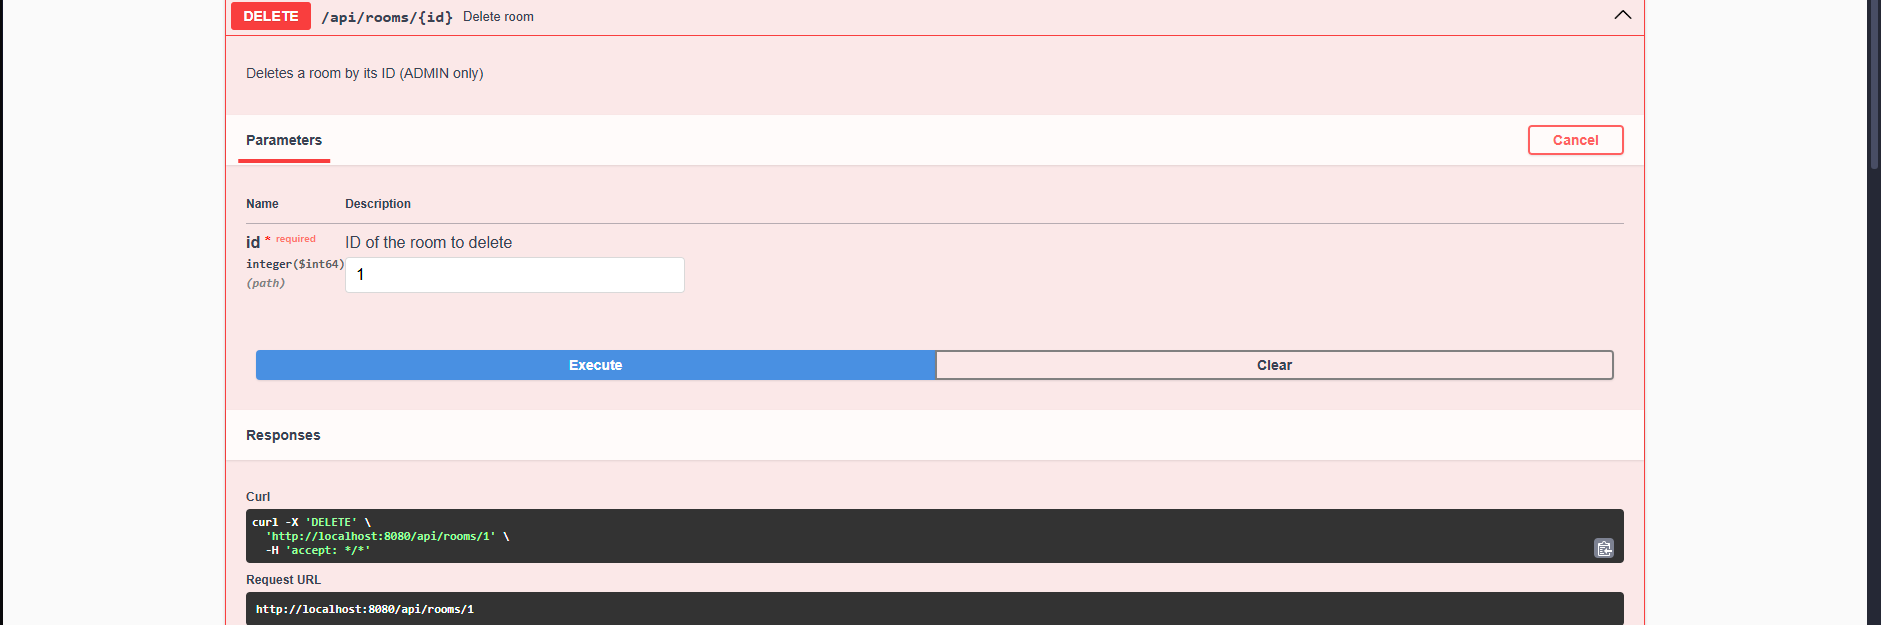 DELETE /api/rooms/{id} Delete room
Deletes a room by its ID (ADMIN only)
Parameters Cancel
Name Description
id * required ID of the room to delete
integer($int64) 1
(path)
Execute Clear
Responses
Curl
curl -X 'DELETE' \
'http://localhost:8080/api/rooms/1' \
-H 'accept: */*'
Request URL
http://localhost:8080/api/rooms/1